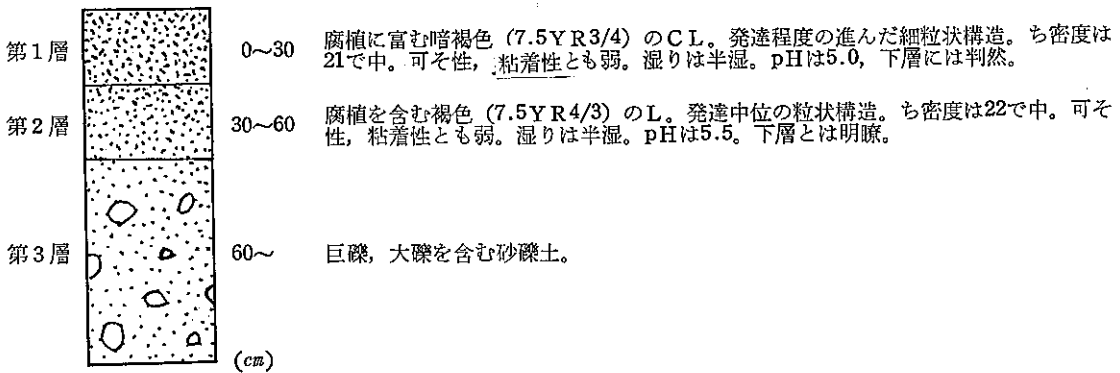 第1層 0~30 腐植に富む暗褐色 (7.5YR3/4) のCL。発達程度の進んだ細粒状構造。ち密度は
21で中。可そ性, 粘着性とも弱。湿りは半湿。pHは5.0, 下層には判然。
第2層 30~60 腐植を含む褐色 (7.5YR4/3) のL。発達中位の粒状構造。ち密度は22で中。可そ
性, 粘着性とも弱。湿りは半湿。pHは5.5。下層とは明瞭。
第3層 60~ 巨礫, 大礫を含む砂礫土。
(cm)